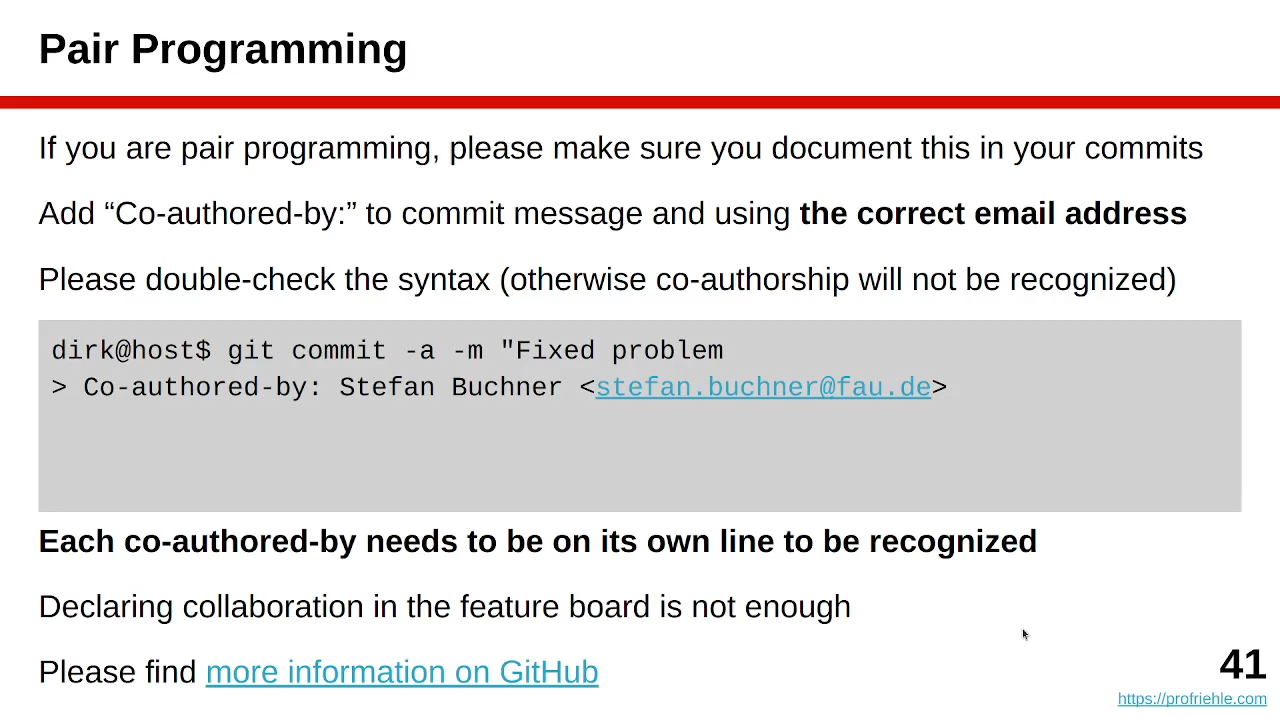 Pair Programming
If you are pair programming, please make sure you document this in your commits
Add “Co-authored-by:” to commit message and using the correct email address
Please double-check the syntax (otherwise co-authorship will not be recognized)
dirk@host$ git commit -a -m "Fixed problem
> Co-authored-by: Stefan Buchner <stefan.buchner@fau.de>
Each co-authored-by needs to be on its own line to be recognized
Declaring collaboration in the feature board is not enough
Please find more information on GitHub
41
https://profriehle.com